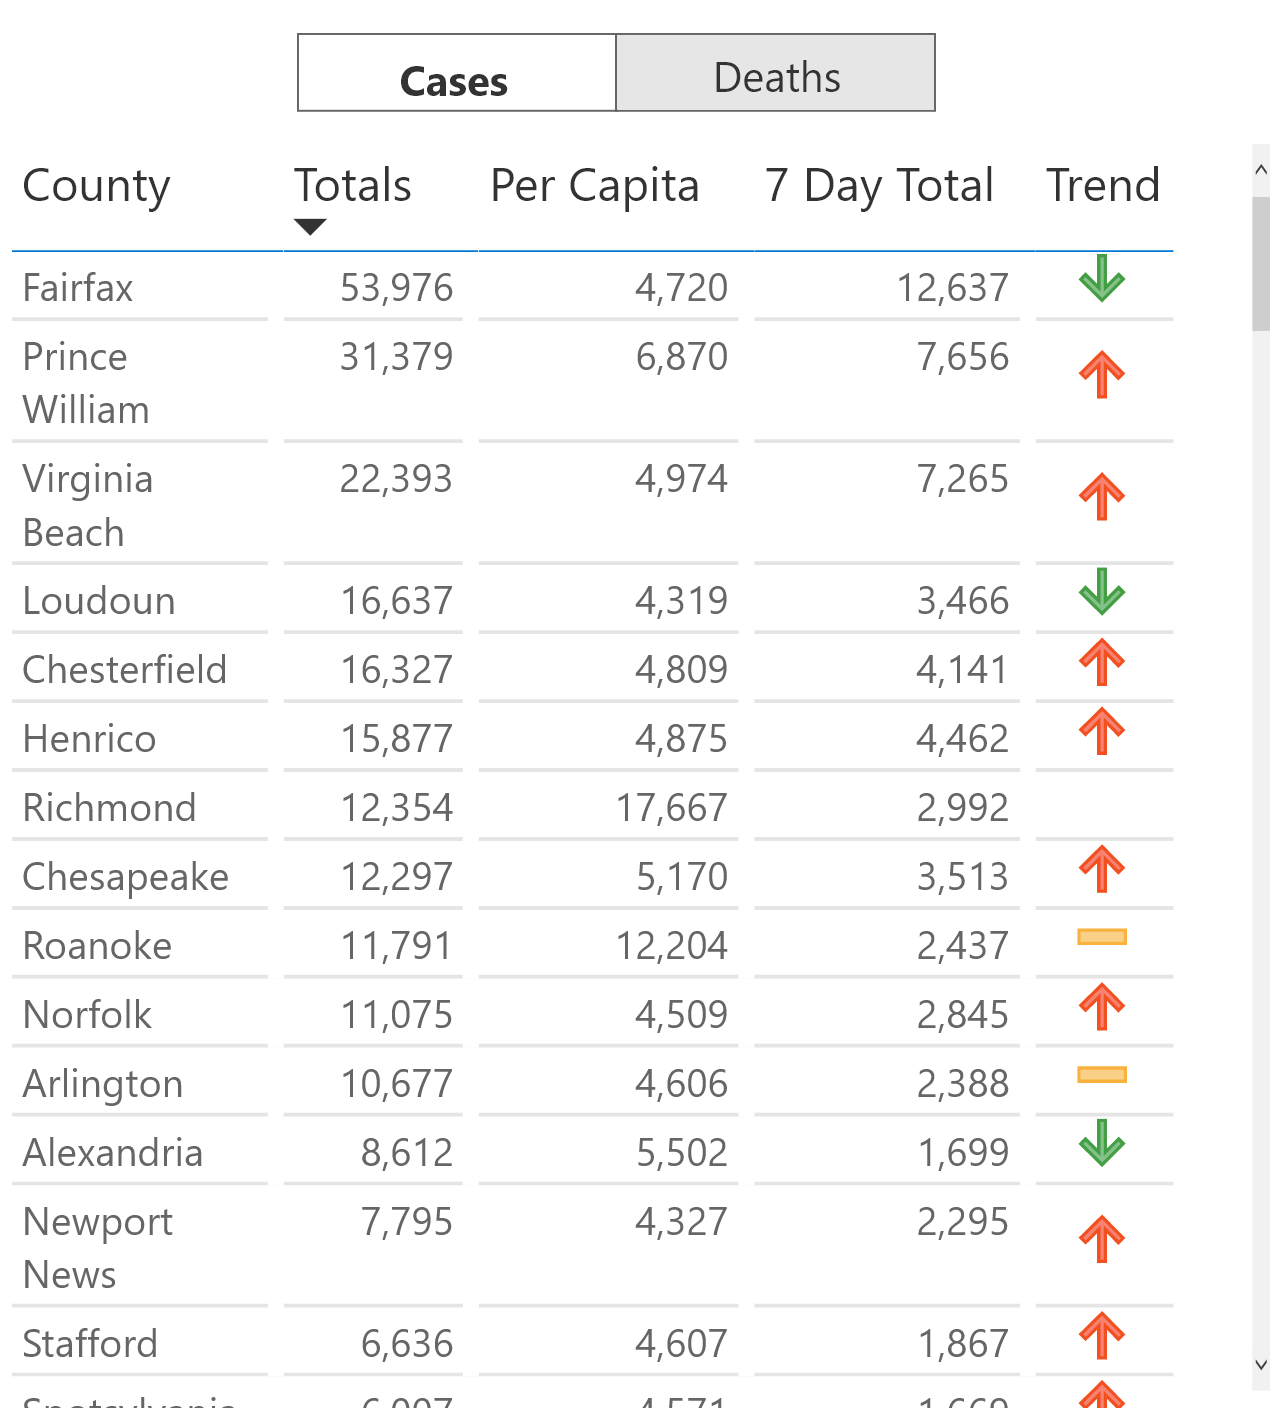 Cases Deaths
County Totals Per Capita 7 Day Total Trend
Fairfax 53,976 4,720 12,637
Prince 31,379 6,870 7,656
William
Virginia 22,393 4,974 7,265
Beach
Loudoun 16,637 4,319 3,466
Chesterfield 16,327 4,809 4,141
Henrico 15,877 4,875 4,462
Richmond 12,354 17,667 2,992
Chesapeake 12,297 5,170 3,513
Roanoke 11,791 12,204 2,437
Norfolk 11,075 4,509 2,845
Arlington 10,677 4,606 2,388
Alexandria 8,612 5,502 1,699
Newport 7,795 4,327 2,295
News
Stafford 6,636 4,607 1,867